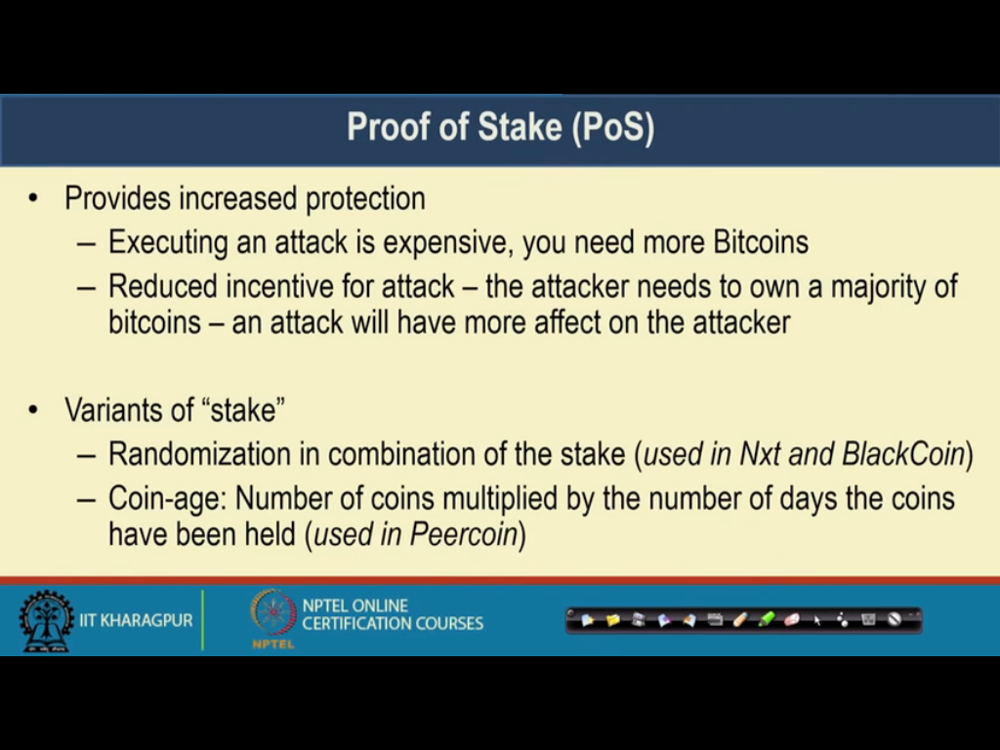 Proof of Stake (PoS)
• Provides increased protection
– Executing an attack is expensive, you need more Bitcoins
– Reduced incentive for attack – the attacker needs to own a majority of
bitcoins – an attack will have more affect on the attacker
• Variants of “stake”
– Randomization in combination of the stake (used in Nxt and BlackCoin)
– Coin-age: Number of coins multiplied by the number of days the coins
have been held (used in Peercoin)
IIT KHARAGPUR
NPTEL
NPTEL ONLINE
CERTIFICATION COURSES